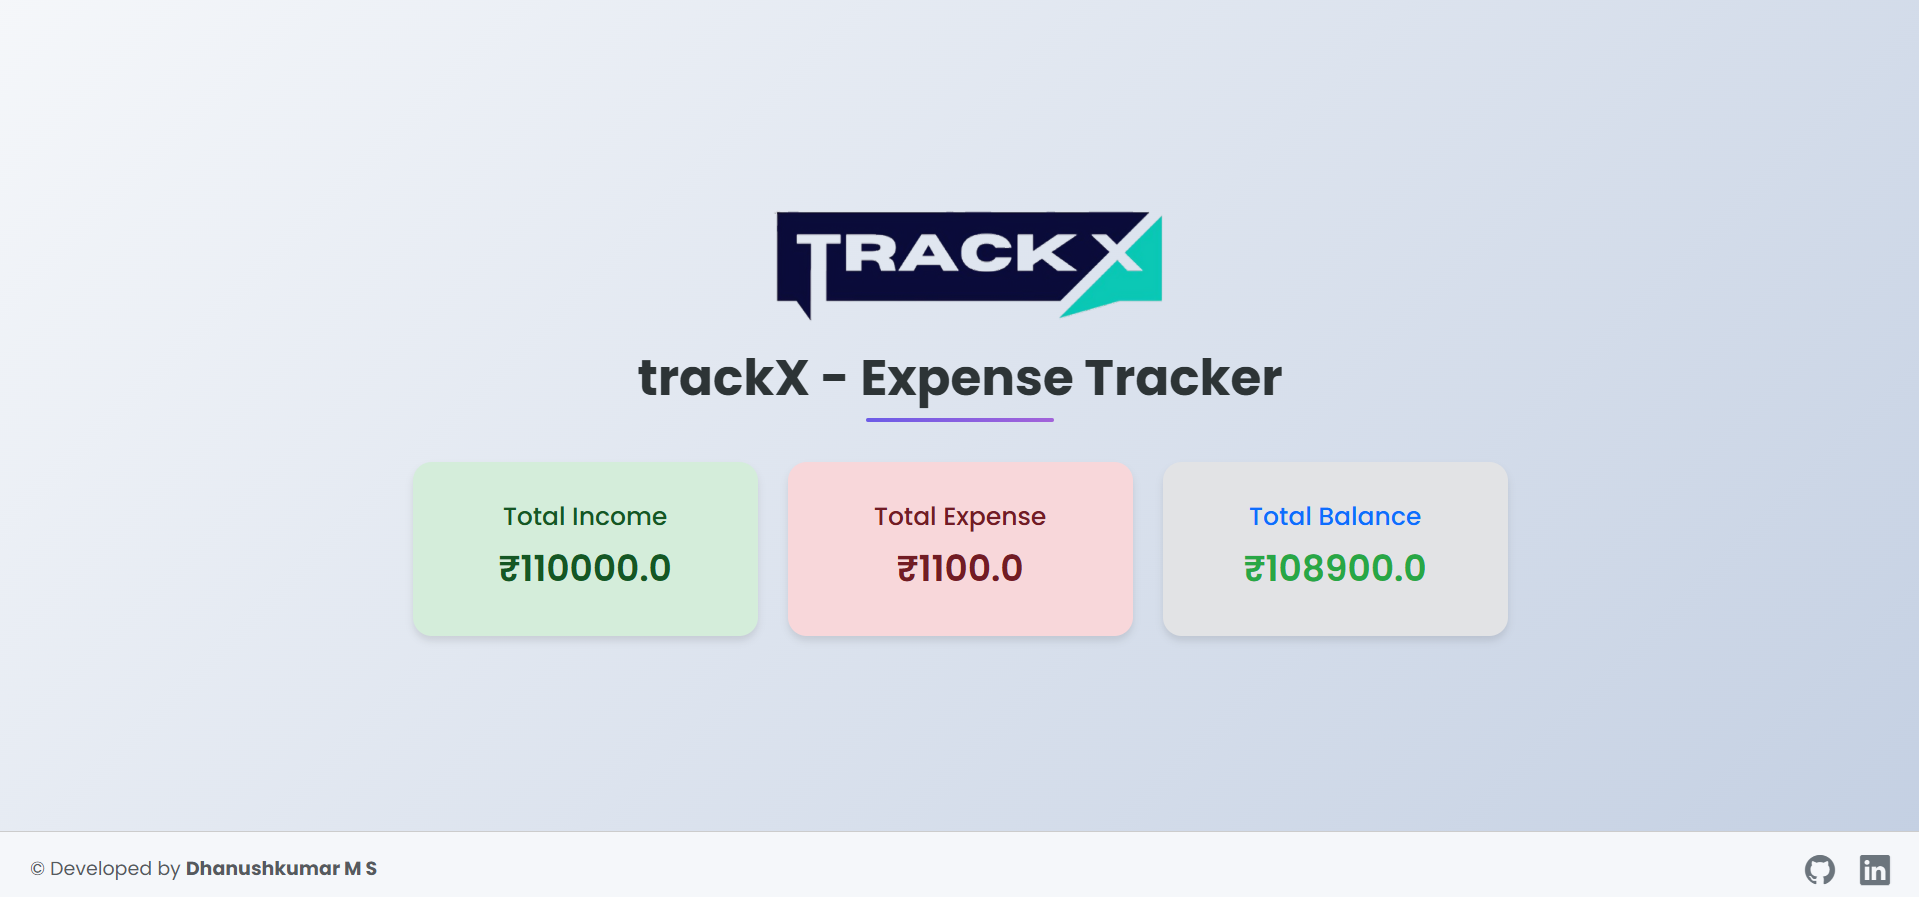 TRACK X
trackX - Expense Tracker
Total Income
₹110000.0
Total Expense
₹1100.0
Total Balance
₹108900.0
© Developed by Dhanushkumar M S
in